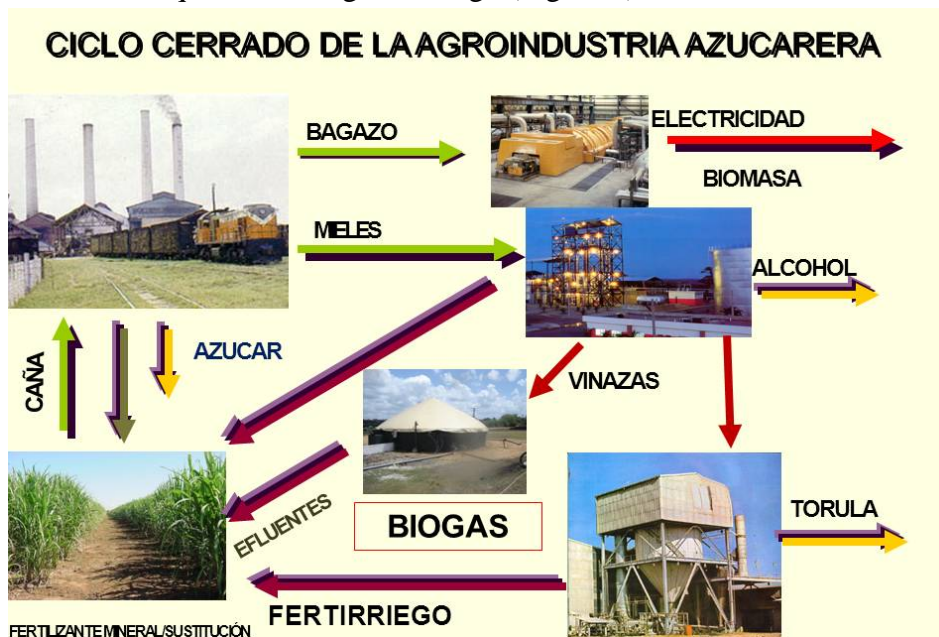 CICLO CERRADO DE LA AGROINDUSTRIA AZUCARERA
BAGAZO
ELECTRICIDAD
BIOMASA
MIELES
ALCOHOL
CAÑA
AZUCAR
VINAZAS
EFLUENTES
BIOGAS
TORULA
FERTIRRIEGO
FERTILIZANTE MINERAL/SUSTITUCIÓN